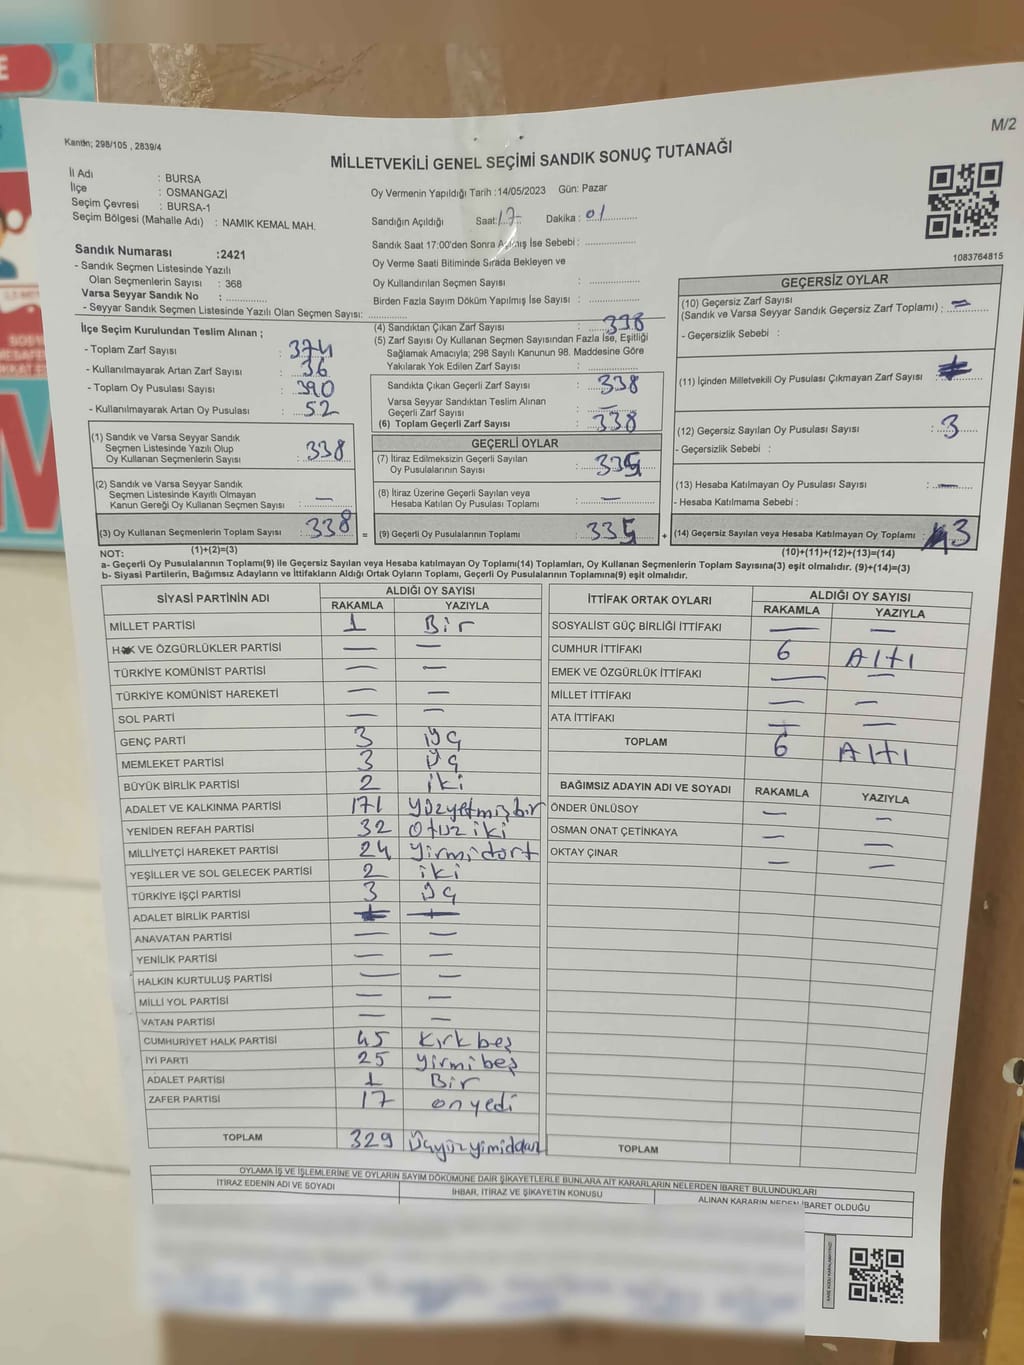 M/2
Kanun; 298/105 , 2839/4
MİLLETVEKİLİ GENEL SEÇİMİ SANDIK SONUÇ TUTANAĞI
İl Adı : BURSA
İlçe : OSMANGAZİ
Seçim Çevresi : BURSA-1
Seçim Bölgesi (Mahalle Adı) : NAMIK KEMAL MAH.
Oy Vermenin Yapıldığı Tarih :14/05/2023 Gün: Pazar
Sandığın Açıldığı Saat: 17 Dakika : 01
Sandık Saat 17:00'den Sonra Açılmış İse Sebebi :
Oy Verme Saati Bitiminde Sırada Bekleyen ve
Oy Kullandırılan Seçmen Sayısı :
Birden Fazla Sayım Döküm Yapılmış İse Sayısı :
1083764815
Sandık Numarası :2421
- Sandık Seçmen Listesinde Yazılı
Olan Seçmenlerin Sayısı : 368
Varsa Seyyar Sandık No :
- Seyyar Sandık Seçmen Listesinde Yazılı Olan Seçmen Sayısı:
İlçe Seçim Kurulundan Teslim Alınan ;
- Toplam Zarf Sayısı : 374
- Kullanılmayarak Artan Zarf Sayısı : 36
- Toplam Oy Pusulası Sayısı : 390
- Kullanılmayarak Artan Oy Pusulası : 52
(1) Sandık ve Varsa Seyyar Sandık
Seçmen Listesinde Yazılı Olup
Oy Kullanan Seçmenlerin Sayısı : 338
(2) Sandık ve Varsa Seyyar Sandık
Seçmen Listesinde Kayıtlı Olmayan
Kanun Gereği Oy Kullanan Seçmen Sayısı : —
(3) Oy Kullanan Seçmenlerin Toplam Sayısı : 338
(1)+(2)=(3)
(4) Sandıktan Çıkan Zarf Sayısı : 338
(5) Zarf Sayısı Oy Kullanan Seçmen Sayısından Fazla İse, Eşitliği
Sağlamak Amacıyla; 298 Sayılı Kanunun 98. Maddesine Göre
Yakılarak Yok Edilen Zarf Sayısı :
Sandıkta Çıkan Geçerli Zarf Sayısı : 338
Varsa Seyyar Sandıktan Teslim Alınan
Geçerli Zarf Sayısı : —
(6) Toplam Geçerli Zarf Sayısı : 338
GEÇERLİ OYLAR
(7) İtiraz Edilmeksizin Geçerli Sayılan
Oy Pusulalarının Sayısı : 335
(8) İtiraz Üzerine Geçerli Sayılan veya
Hesaba Katılan Oy Pusulası Toplamı : —
= (9) Geçerli Oy Pusulalarının Toplamı : 335
GEÇERSİZ OYLAR
(10) Geçersiz Zarf Sayısı
(Sandık ve Varsa Seyyar Sandık Geçersiz Zarf Toplamı) : —
- Geçersizlik Sebebi :
(11) İçinden Milletvekili Oy Pusulası Çıkmayan Zarf Sayısı :
(12) Geçersiz Sayılan Oy Pusulası Sayısı : 3
- Geçersizlik Sebebi :
(13) Hesaba Katılmayan Oy Pusulası Sayısı : —
- Hesaba Katılmama Sebebi :
+ (14) Geçersiz Sayılan veya Hesaba Katılmayan Oy Toplamı : 3
(10)+(11)+(12)+(13)=(14)
NOT:
a- Geçerli Oy Pusulalarının Toplamı(9) ile Geçersiz Sayılan veya Hesaba katılmayan Oy Toplamı(14) Toplamları, Oy Kullanan Seçmenlerin Toplam Sayısına(3) eşit olmalıdır. (9)+(14)=(3)
b- Siyasi Partilerin, Bağımsız Adayların ve İttifakların Aldığı Ortak Oyların Toplamı, Geçerli Oy Pusulalarının Toplamına(9) eşit olmalıdır.
SİYASİ PARTİNİN ADI ALDIĞI OY SAYISI
RAKAMLA YAZIYLA
MİLLET PARTİSİ 1 Bir
HAK VE ÖZGÜRLÜKLER PARTİSİ — —
TÜRKİYE KOMÜNİST PARTİSİ — —
TÜRKİYE KOMÜNİST HAREKETİ — —
SOL PARTİ — —
GENÇ PARTİ 3 üç
MEMLEKET PARTİSİ 3 üç
BÜYÜK BİRLİK PARTİSİ 2 iki
ADALET VE KALKINMA PARTİSİ 171 yüzyetmişbir
YENİDEN REFAH PARTİSİ 32 otuz iki
MİLLİYETÇİ HAREKET PARTİSİ 24 yirmidört
YEŞİLLER VE SOL GELECEK PARTİSİ 2 iki
TÜRKİYE İŞÇİ PARTİSİ 3 üç
ADALET BİRLİK PARTİSİ — —
ANAVATAN PARTİSİ — —
YENİLİK PARTİSİ — —
HALKIN KURTULUŞ PARTİSİ — —
MİLLİ YOL PARTİSİ — —
VATAN PARTİSİ — —
CUMHURİYET HALK PARTİSİ 45 kırkbeş
İYİ PARTİ 25 yirmibeş
ADALET PARTİSİ 1 Bir
ZAFER PARTİSİ 17 onyedi
TOPLAM 329
İTTİFAK ORTAK OYLARI ALDIĞI OY SAYISI
RAKAMLA YAZIYLA
SOSYALİST GÜÇ BİRLİĞİ İTTİFAKI — —
CUMHUR İTTİFAKI 6 Altı
EMEK VE ÖZGÜRLÜK İTTİFAKI — —
MİLLET İTTİFAKI — —
ATA İTTİFAKI — —
TOPLAM 6 Altı
BAĞIMSIZ ADAYIN ADI VE SOYADI RAKAMLA YAZIYLA
ÖNDER ÜNLÜSOY — —
OSMAN ONAT ÇETİNKAYA — —
OKTAY ÇINAR — —
TOPLAM
OYLAMA İŞ VE İŞLEMLERİNE VE OYLARIN SAYIM DÖKÜMÜNE DAİR ŞİKAYETLERLE BUNLARA AİT KARARLARIN NELERDEN İBARET BULUNDUKLARI
İTİRAZ EDENİN ADI VE SOYADI İHBAR, İTİRAZ VE ŞİKAYETİN KONUSU ALINAN KARARIN NEDEN İBARET OLDUĞU